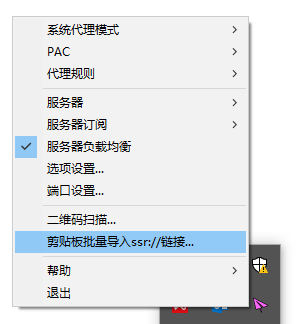 系统代理模式
PAC
代理规则
服务器
服务器订阅
服务器负载均衡
选项设置...
端口设置...
二维码扫描...
剪贴板批量导入ssr://链接...
帮助
退出